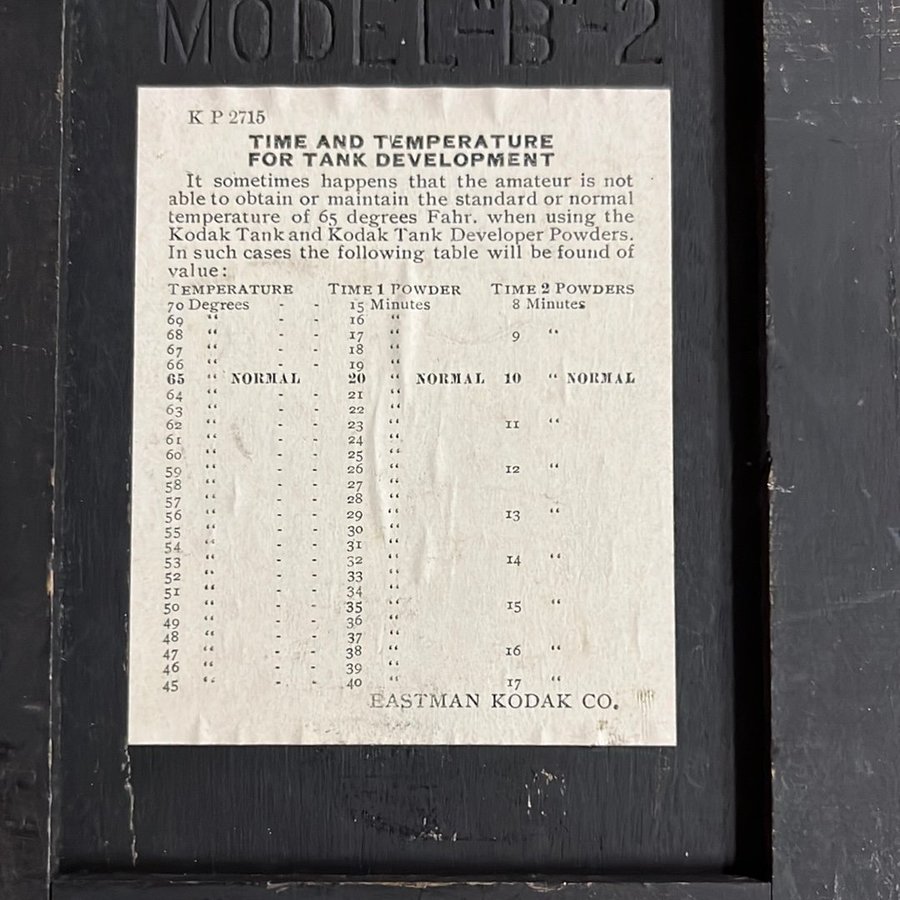 MODEL-"B"-2
K P 2715
TIME AND TEMPERATURE
FOR TANK DEVELOPMENT
It sometimes happens that the amateur is not
able to obtain or maintain the standard or normal
temperature of 65 degrees Fahr. when using the
Kodak Tank and Kodak Tank Developer Powders.
In such cases the following table will be found of
value:
TEMPERATURE TIME 1 POWDER TIME 2 POWDERS
70 Degrees - - 15 Minutes 8 Minutes
69 “ - - 16 “
68 “ - - 17 “ 9 “
67 “ - - 18 “
66 “ - - 19 “
65 “ NORMAL 20 “ NORMAL 10 “ NORMAL
64 “ - - 21 “
63 “ - - 22 “
62 “ - - 23 “ 11 “
61 “ - - 24 “
60 “ - - 25 “
59 “ - - 26 “ 12 “
58 “ - - 27 “
57 “ - - 28 “
56 “ - - 29 “ 13 “
55 “ - - 30 “
54 “ - - 31 “
53 “ - - 32 “ 14 “
52 “ - - 33 “
51 “ - - 34 “
50 “ - - 35 “ 15 “
49 “ - - 36 “
48 “ - - 37 “
47 “ - - 38 “ 16 “
46 “ - - 39 “
45 “ - - 40 “ 17 “
EASTMAN KODAK CO.